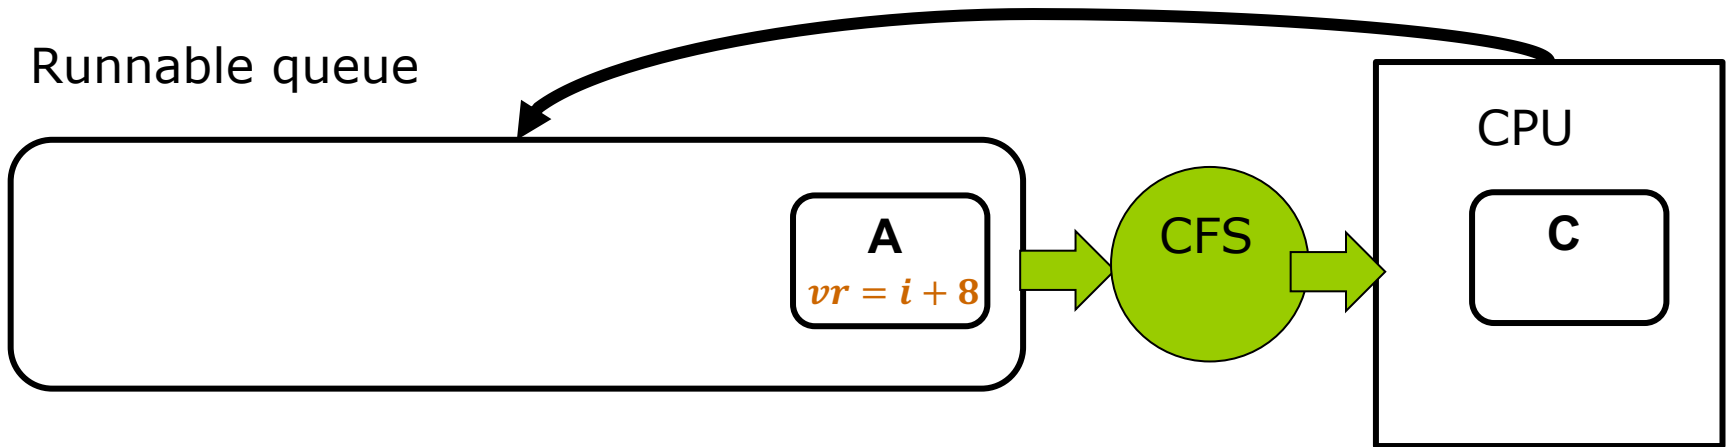 Runnable queue
CPU
A
vr = i + 8
CFS
C